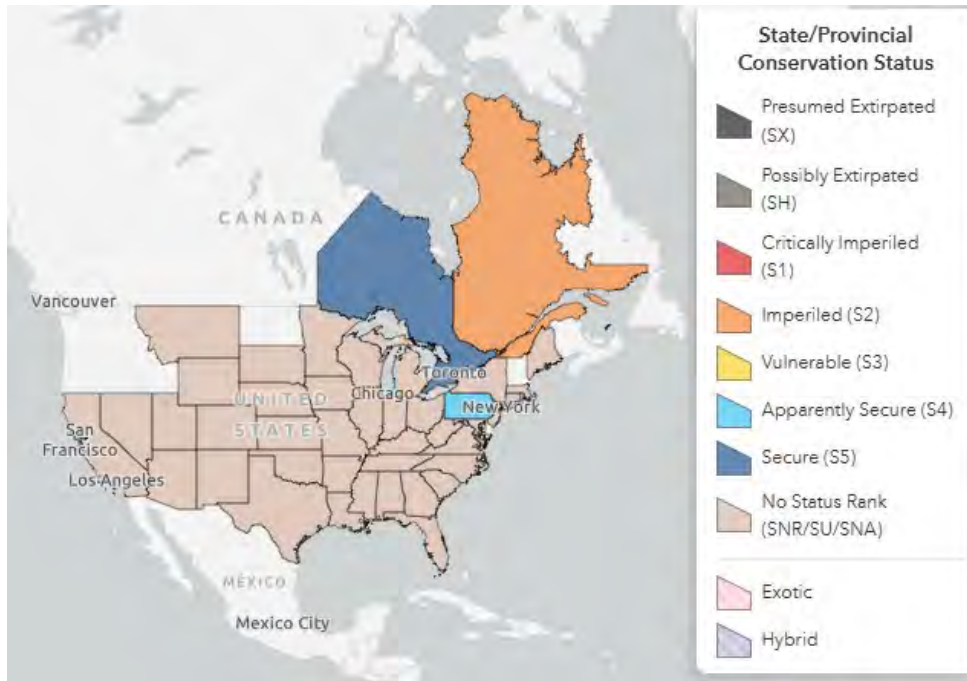 State/Provincial
Conservation Status
Presumed Extirpated
(SX)
Possibly Extirpated
(SH)
Critically Imperiled
(S1)
Imperiled (S2)
Vulnerable (S3)
Apparently Secure (S4)
Secure (S5)
No Status Rank
(SNR/SU/SNA)
Exotic
Hybrid
CANADA
Vancouver
Toronto
Chicago
New York
UNITED
STATES
San
Francisco
Los Angeles
MÉXICO
Mexico City